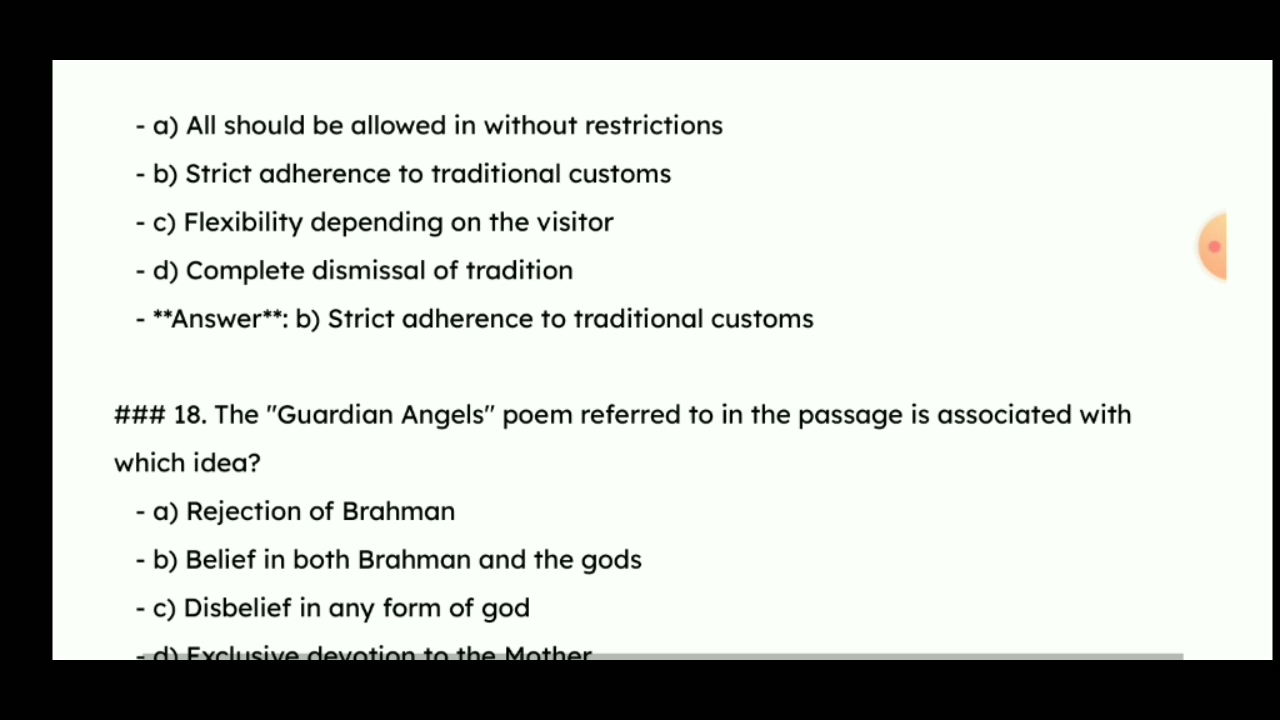 - a) All should be allowed in without restrictions
- b) Strict adherence to traditional customs
- c) Flexibility depending on the visitor
- d) Complete dismissal of tradition
- **Answer**: b) Strict adherence to traditional customs
### 18. The "Guardian Angels" poem referred to in the passage is associated with
which idea?
- a) Rejection of Brahman
- b) Belief in both Brahman and the gods
- c) Disbelief in any form of god
- d) Exclusive devotion to the Mother